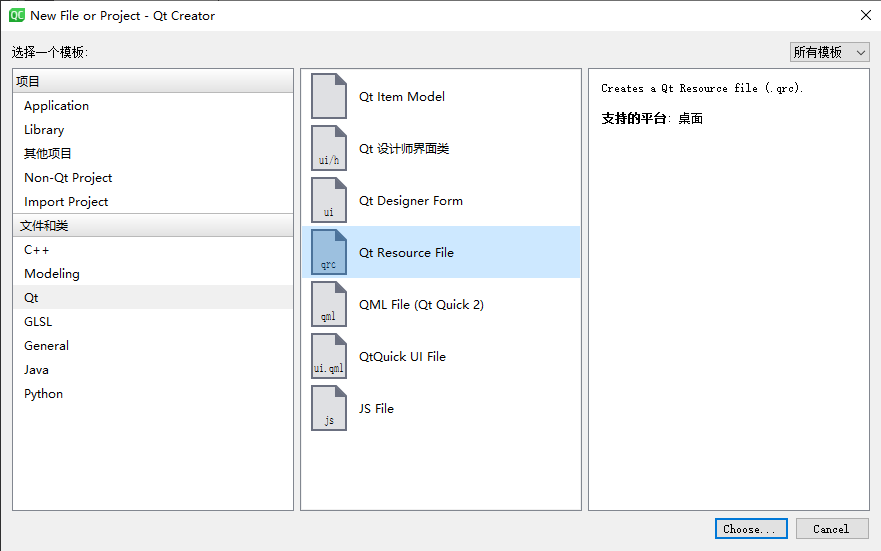 QC New File or Project - Qt Creator
选择一个模板:
所有模板
项目
Application
Library
其他项目
Non-Qt Project
Import Project
文件和类
C++
Modeling
Qt
GLSL
General
Java
Python
Qt Item Model
ui/h
Qt 设计师界面类
ui
Qt Designer Form
qrc
Qt Resource File
qml
QML File (Qt Quick 2)
ui.qml
QtQuick UI File
js
JS File
Creates a Qt Resource file (.qrc).
支持的平台: 桌面
Choose...
Cancel